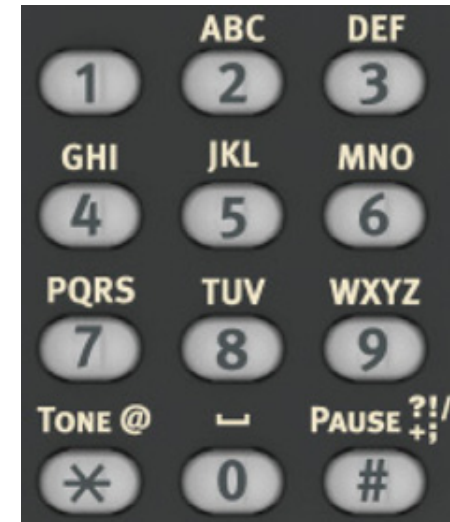 ABC DEF
1 2 3
GHI JKL MNO
4 5 6
PQRS TUV WXYZ
7 8 9
TONE @ ⎵ PAUSE ?!/+;
* 0 #